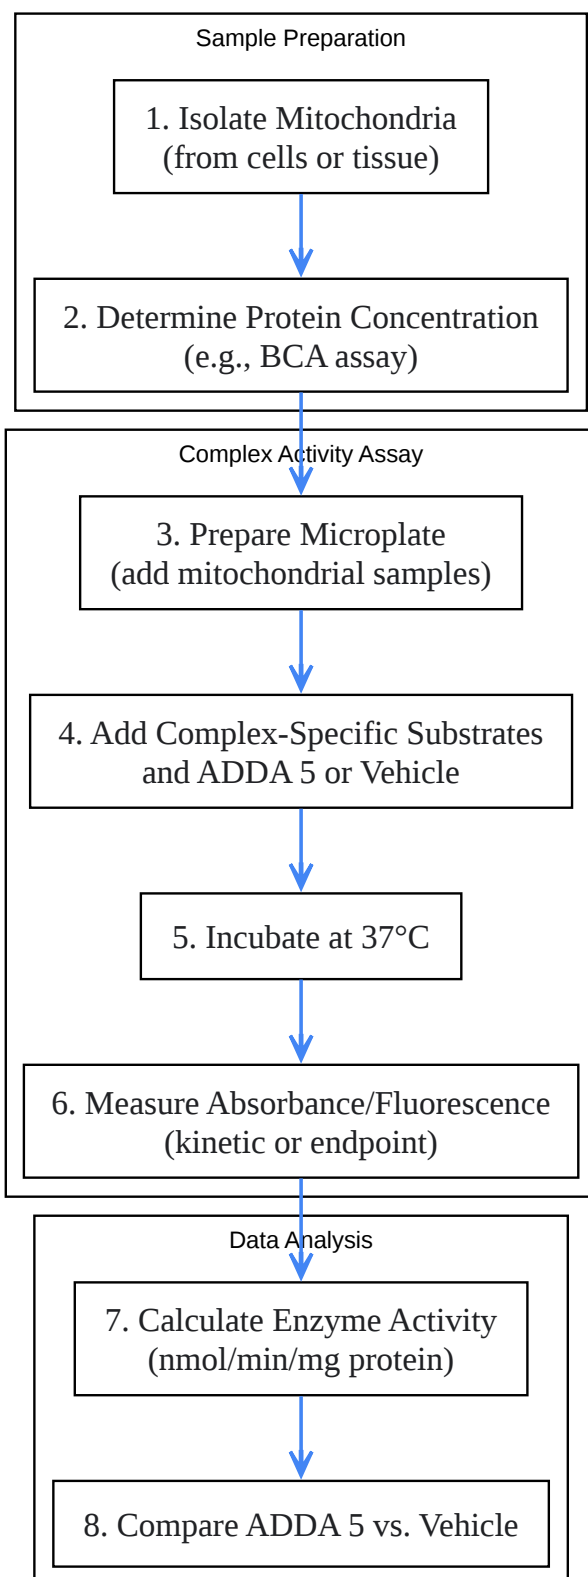 Sample Preparation
1. Isolate Mitochondria
(from cells or tissue)
2. Determine Protein Concentration
(e.g., BCA assay)
Complex Activity Assay
3. Prepare Microplate
(add mitochondrial samples)
4. Add Complex-Specific Substrates
and ADDA 5 or Vehicle
5. Incubate at 37°C
6. Measure Absorbance/Fluorescence
(kinetic or endpoint)
Data Analysis
7. Calculate Enzyme Activity
(nmol/min/mg protein)
8. Compare ADDA 5 vs. Vehicle